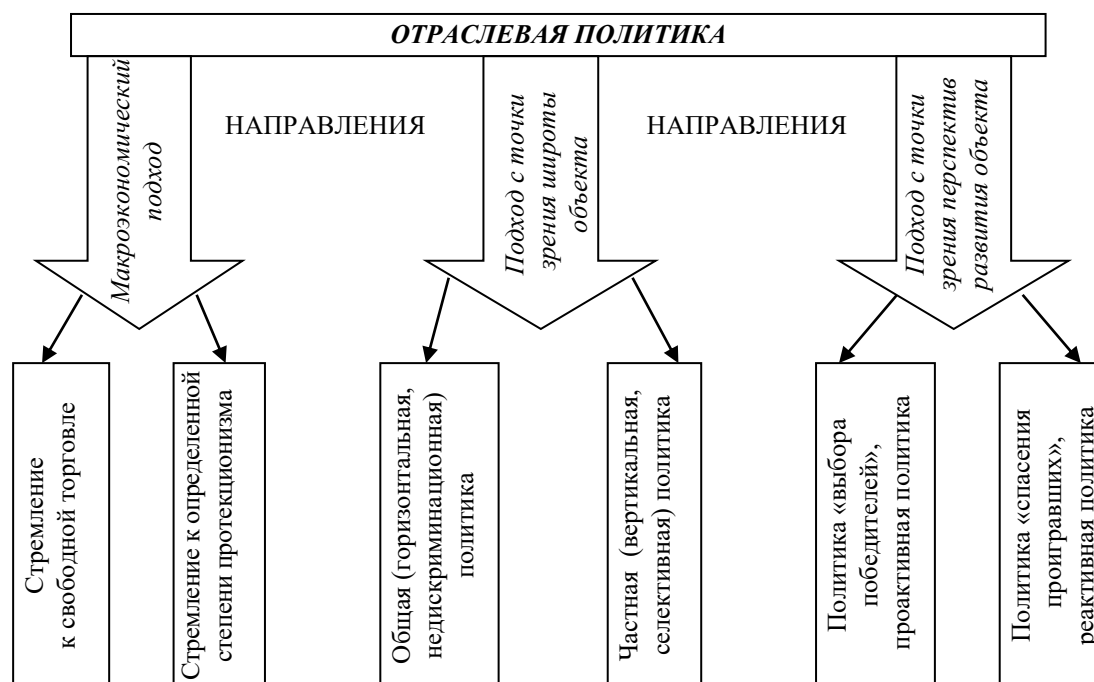 ОТРАСЛЕВАЯ ПОЛИТИКА
Макроэкономический
подход
НАПРАВЛЕНИЯ
Подход с точки
зрения широты
объекта
НАПРАВЛЕНИЯ
Подход с точки
зрения перспектив
развития объекта
Стремление
к свободной торговле
Стремление к определенной
степени протекционизма
Общая (горизонтальная,
недискриминационная)
политика
Частная (вертикальная,
селективная) политика
Политика «выбора
победителей»,
проактивная политика
Политика «спасения
проигравших»,
реактивная политика